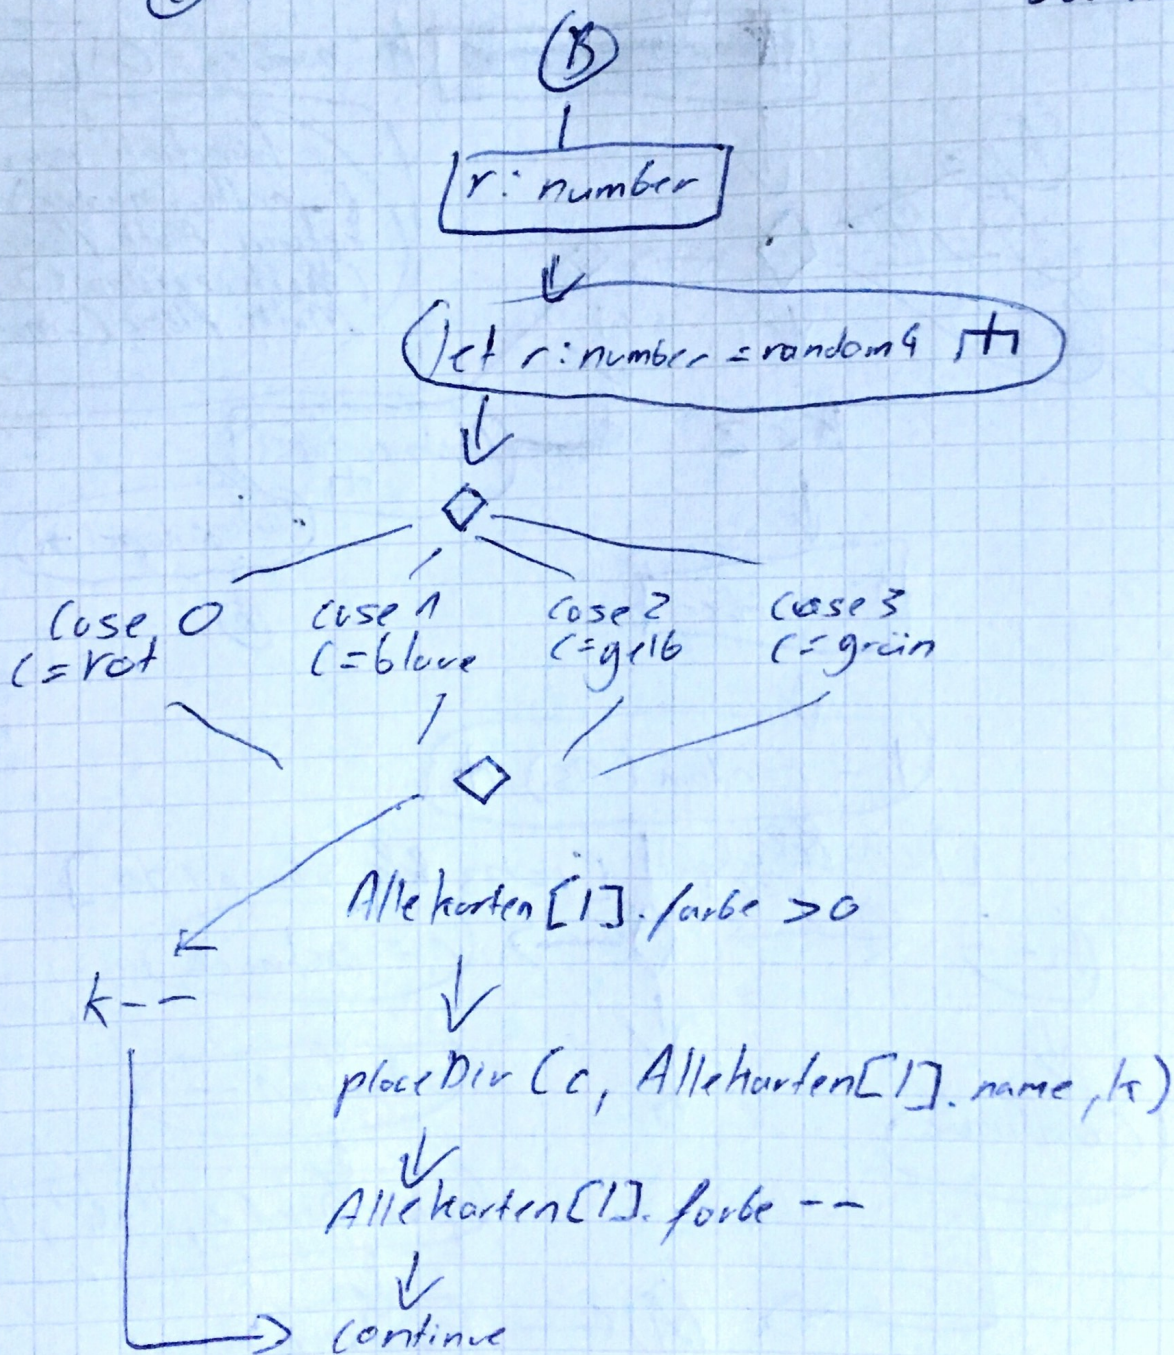 B
r: number
let r:number = random4
case 0
c=rot
case 1
c=blaue
case 2
c=gelb
case 3
c=grün
Allekarten[1].farbe >0
k--
placeDiv (c, Allekarten[1].name, k)
Allekarten[1].farbe --
continue